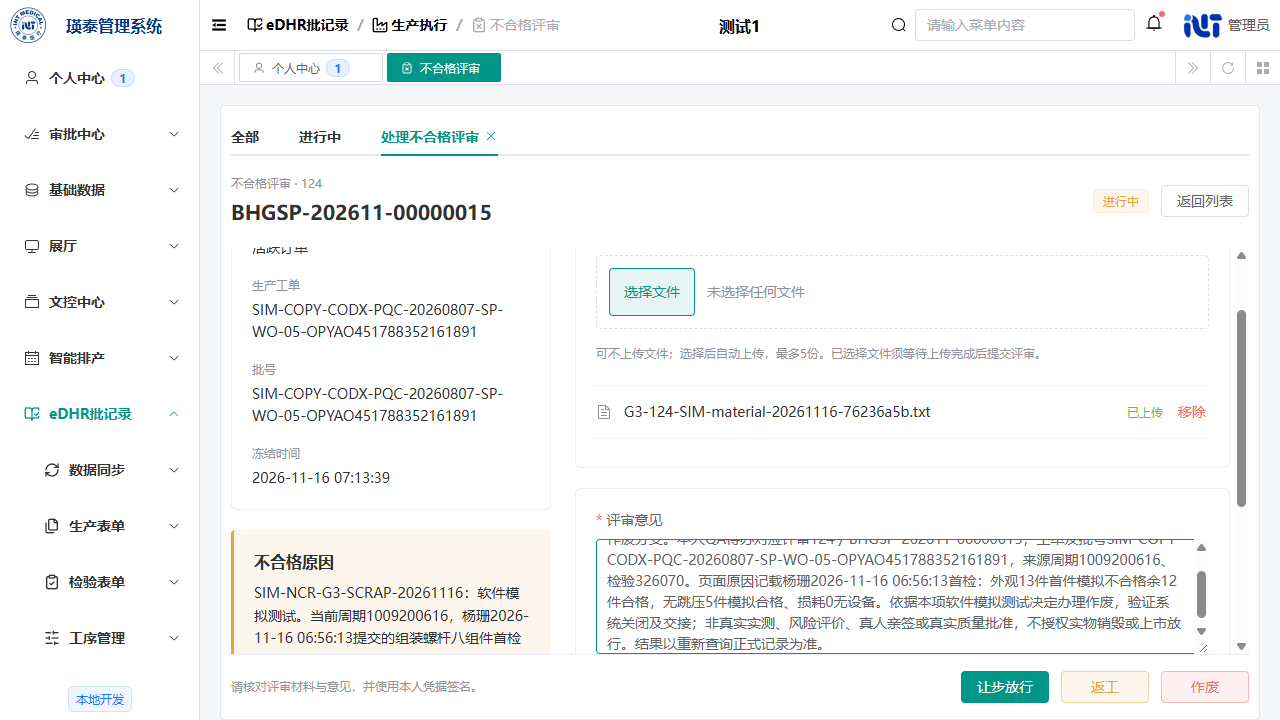 瑛泰管理系统
eDHR批记录 / 生产执行 / 不合格评审
测试1
请输入菜单内容
管理员
个人中心 1
不合格评审
个人中心 1
审批中心
基础数据
展厅
文控中心
智能排产
eDHR批记录
数据同步
生产表单
检验表单
工序管理
本地开发
全部
进行中
处理不合格评审
不合格评审 · 124
BHGSP-202611-00000015
进行中
返回列表
活跃订单
生产工单
SIM-COPY-CODX-PQC-20260807-SP-
WO-05-OPYAO451788352161891
批号
SIM-COPY-CODX-PQC-20260807-SP-
WO-05-OPYAO451788352161891
冻结时间
2026-11-16 07:13:39
不合格原因
SIM-NCR-G3-SCRAP-20261116：软件模
拟测试。当前周期1009200616，杨珊2026-
11-16 06:56:13提交的组装螺杆八组件首检
选择文件
未选择任何文件
可不上传文件；选择后自动上传，最多5份。已选择文件须等待上传完成后提交评审。
G3-124-SIM-material-20261116-76236a5b.txt
已上传
移除
* 评审意见
CODX-PQC-20260807-SP-WO-05-OPYAO451788352161891，来源周期1009200616、
检验326070。页面原因记载杨珊2026-11-16 06:56:13首检：外观13件首件模拟不合格余12
件合格，无跳压5件模拟合格、损耗0无设备。依据本项软件模拟测试决定办理作废，验证系
统关闭及交接；非真实实测、风险评价、真人亲签或真实质量批准，不授权实物销毁或上市放
行。结果以重新查询正式记录为准。
请核对评审材料与意见，并使用本人凭据签名。
让步放行
返工
作废